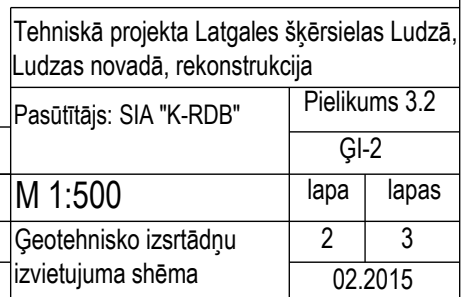 Tehniskā projekta Latgales šķērsielas Ludzā,
Ludzas novadā, rekonstrukcija
Pasūtītājs: SIA "K-RDB"
Pielikums 3.2
ĢI-2
M 1:500
lapa
lapas
Ģeotehnisko izsrtādņu
izvietujuma shēma
2
3
02.2015